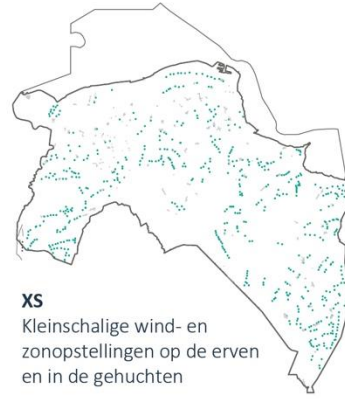 XS
Kleinschalige wind- en
zonopstellingen op de erven
en in de gehuchten